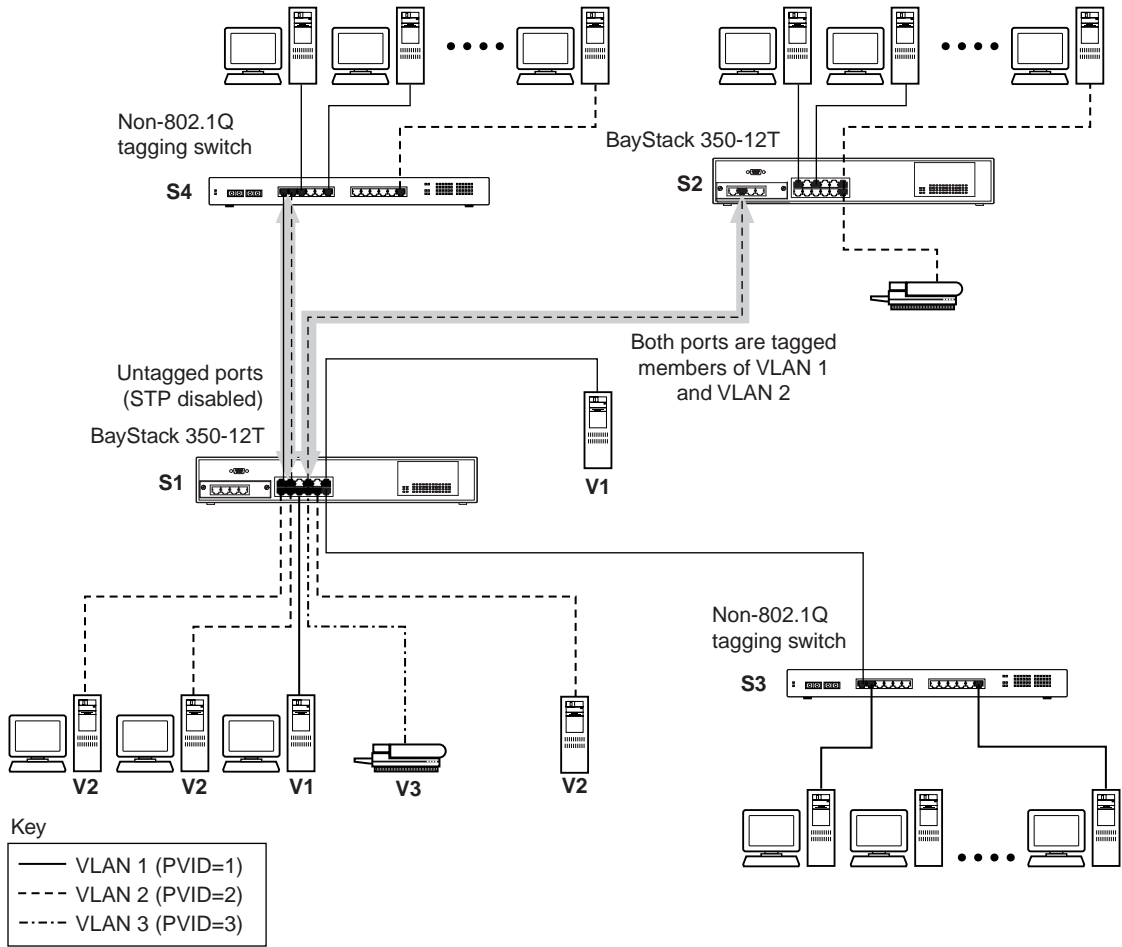 Non-802.1Q
tagging switch
S4
BayStack 350-12T
S2
Both ports are tagged
members of VLAN 1
and VLAN 2
Untagged ports
(STP disabled)
BayStack 350-12T
S1
V1
Non-802.1Q
tagging switch
S3
V2
V2
V1
V3
V2
Key
VLAN 1 (PVID=1)
VLAN 2 (PVID=2)
VLAN 3 (PVID=3)